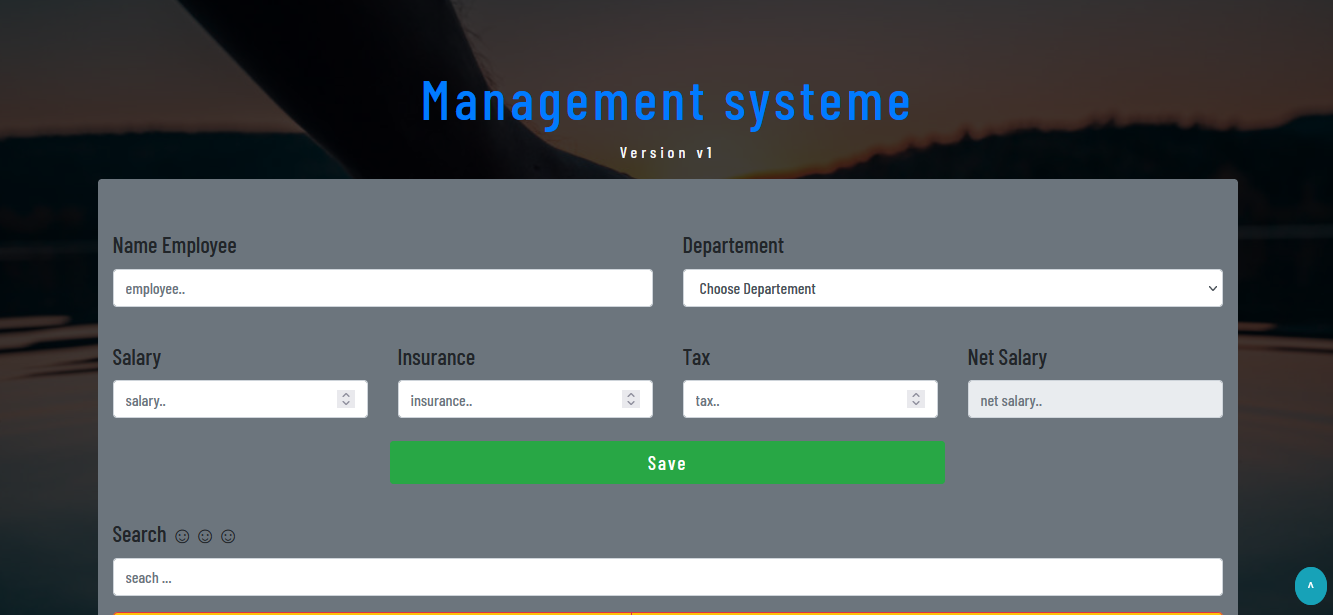 Management systeme
Version v1
Name Employee
Departement
employee..
Choose Departement
Salary
Insurance
Tax
Net Salary
salary..
insurance..
tax..
net salary..
Save
Search ☺ ☺ ☺
seach ...
^